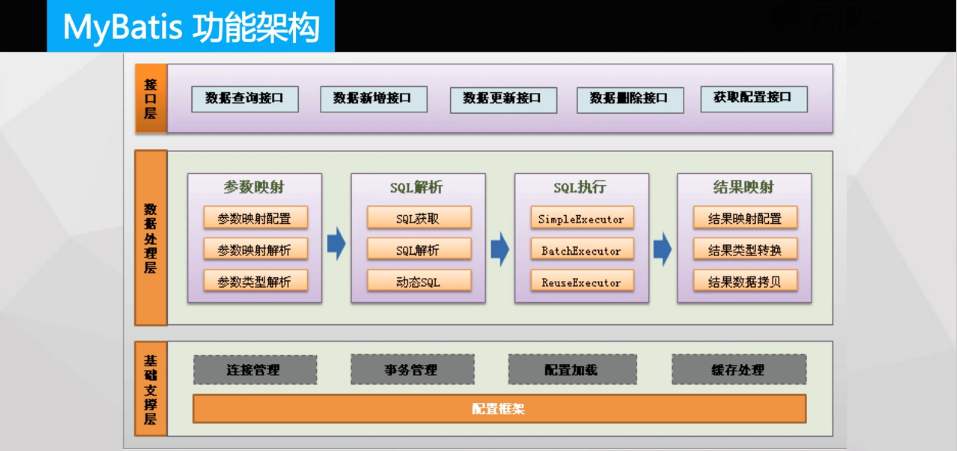 MyBatis 功能架构
接口层
数据查询接口
数据新增接口
数据更新接口
数据删除接口
获取配置接口
数据处理层
参数映射
参数映射配置
参数映射解析
参数类型解析
SQL解析
SQL获取
SQL解析
动态SQL
SQL执行
SimpleExecutor
BatchExecutor
ReuseExecutor
结果映射
结果映射配置
结果类型转换
结果数据拷贝
基础支撑层
连接管理
事务管理
配置加载
缓存处理
配置框架